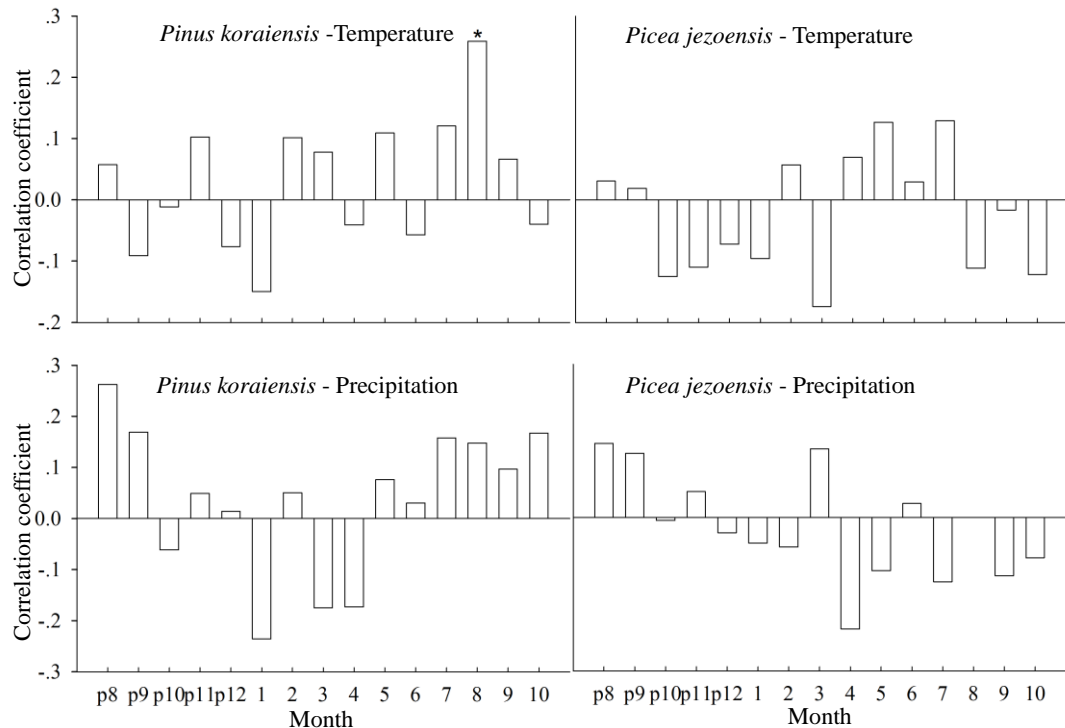 Pinus koraiensis -Temperature
Picea jezoensis - Temperature
*
Correlation coefficient
.3
.2
.1
0.0
-.1
-.2
Pinus koraiensis - Precipitation
Picea jezoensis - Precipitation
Correlation coefficient
.3
.2
.1
0.0
-.1
-.2
-.3
p8 p9 p10 p11 p12 1 2 3 4 5 6 7 8 9 10
p8 p9 p10 p11 p12 1 2 3 4 5 6 7 8 9 10
Month
Month